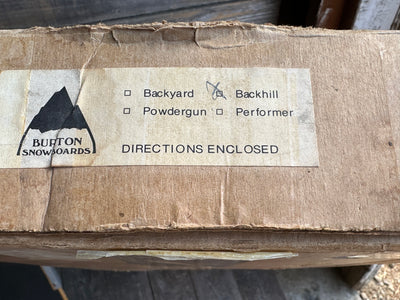 □ Backyard □ Backhill
□ Powdergun □ Performer
BURTON
SNOWBOARDS
DIRECTIONS ENCLOSED